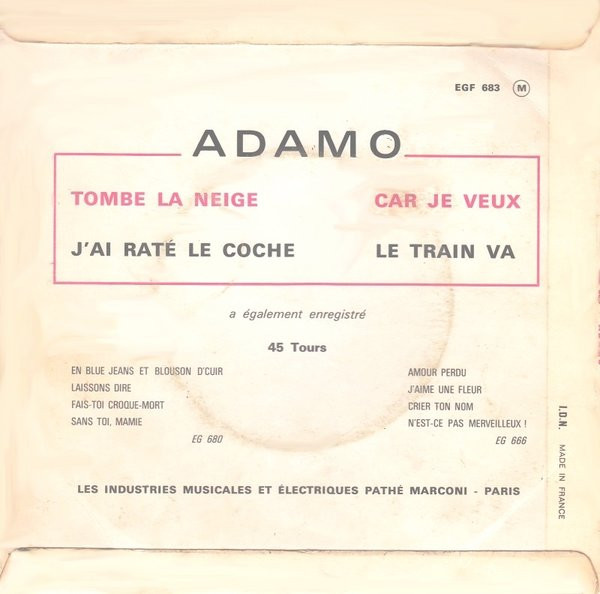 EGF 683 M
ADAMO
TOMBE LA NEIGE CAR JE VEUX
J'AI RATÉ LE COCHE LE TRAIN VA
a également enregistré
45 Tours
EN BLUE JEANS ET BLOUSON D'CUIR
LAISSONS DIRE
FAIS-TOI CROQUE-MORT
SANS TOI, MAMIE
EG 680
AMOUR PERDU
J'AIME UNE FLEUR
CRIER TON NOM
N'EST-CE PAS MERVEILLEUX !
EG 666
LES INDUSTRIES MUSICALES ET ÉLECTRIQUES PATHÉ MARCONI - PARIS
I.D.N. MADE IN FRANCE